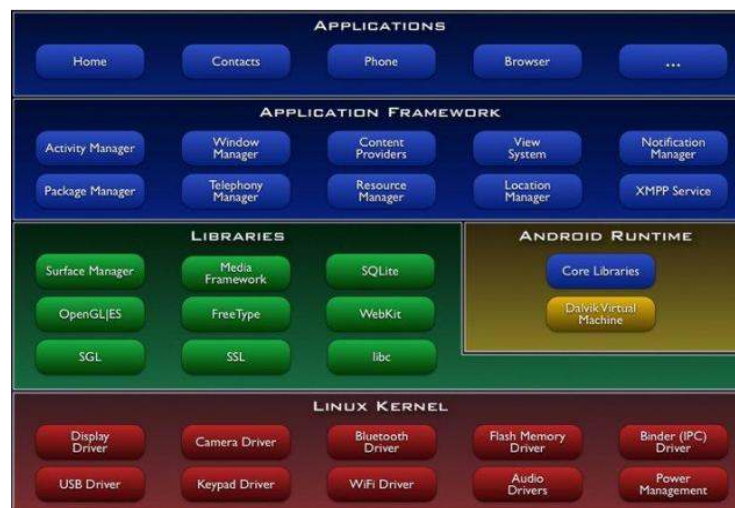 APPLICATIONS
Home
Contacts
Phone
Browser
...
APPLICATION FRAMEWORK
Activity Manager
Window
Manager
Content
Providers
View
System
Notification
Manager
Package Manager
Telephony
Manager
Resource
Manager
Location
Manager
XMPP Service
LIBRARIES
Surface Manager
Media
Framework
SQLite
OpenGL|ES
FreeType
WebKit
SGL
SSL
libc
ANDROID RUNTIME
Core Libraries
Dalvik Virtual
Machine
LINUX KERNEL
Display
Driver
Camera Driver
Bluetooth
Driver
Flash Memory
Driver
Binder (IPC)
Driver
USB Driver
Keypad Driver
WiFi Driver
Audio
Drivers
Power
Management